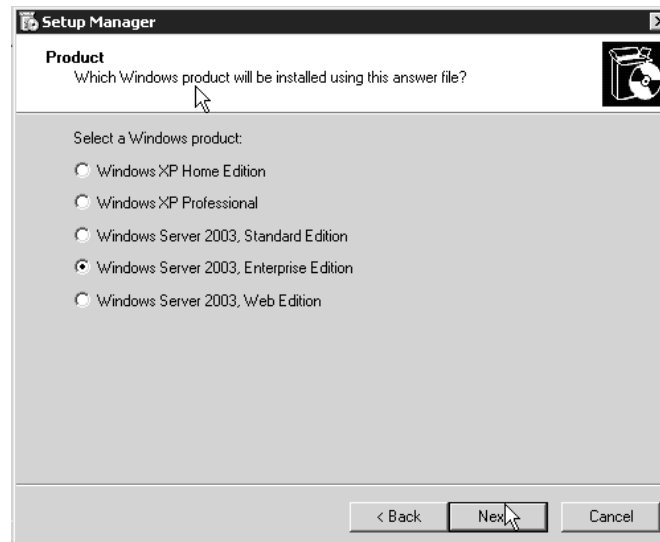 Setup Manager
Product
Which Windows product will be installed using this answer file?
Select a Windows product:
Windows XP Home Edition
Windows XP Professional
Windows Server 2003, Standard Edition
Windows Server 2003, Enterprise Edition
Windows Server 2003, Web Edition
< Back Next Cancel